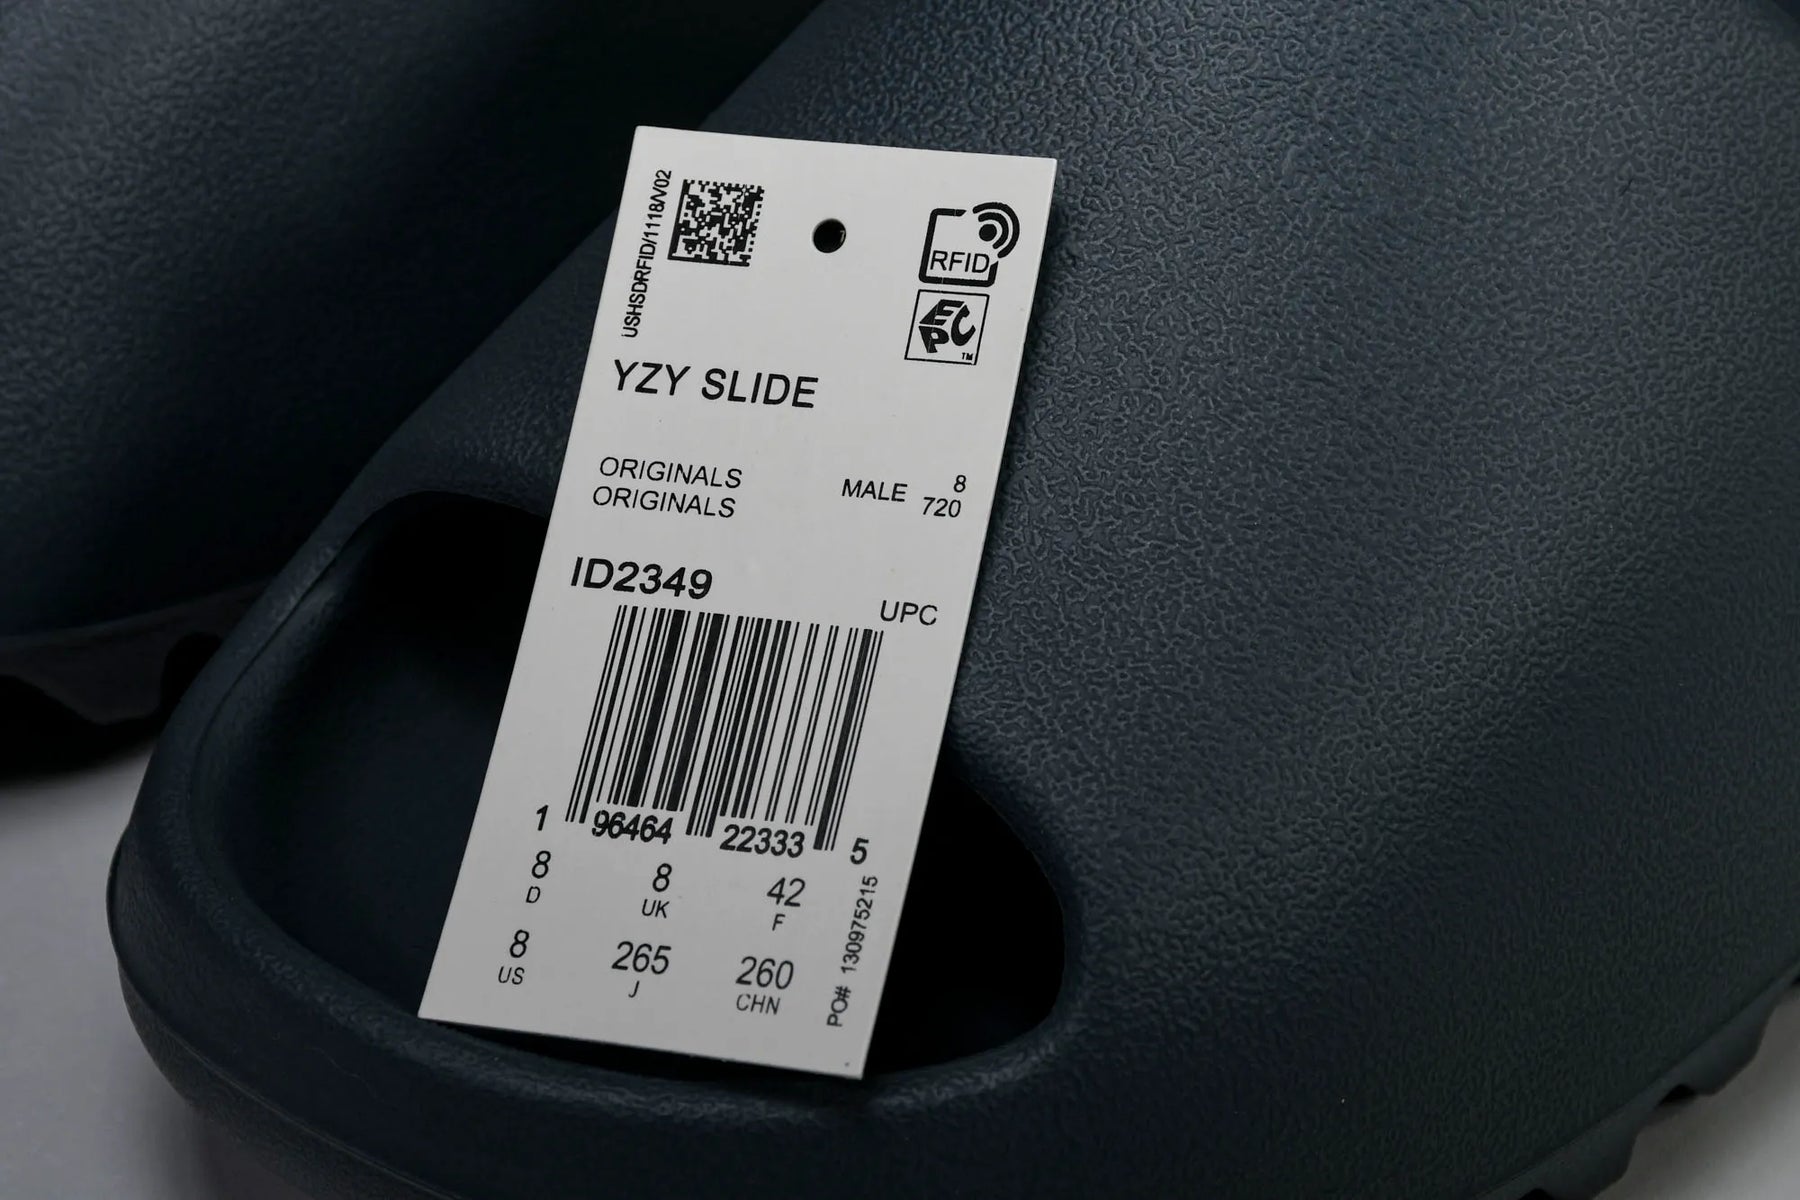 USHSDRFID/1118/V02
RFID
EPC
TM
YZY SLIDE
ORIGINALS
ORIGINALS
MALE 8
720
ID2349
UPC
1 96464 22333 5
8 8 42
D UK F
8 265 260
US J CHN
PO# 130975215